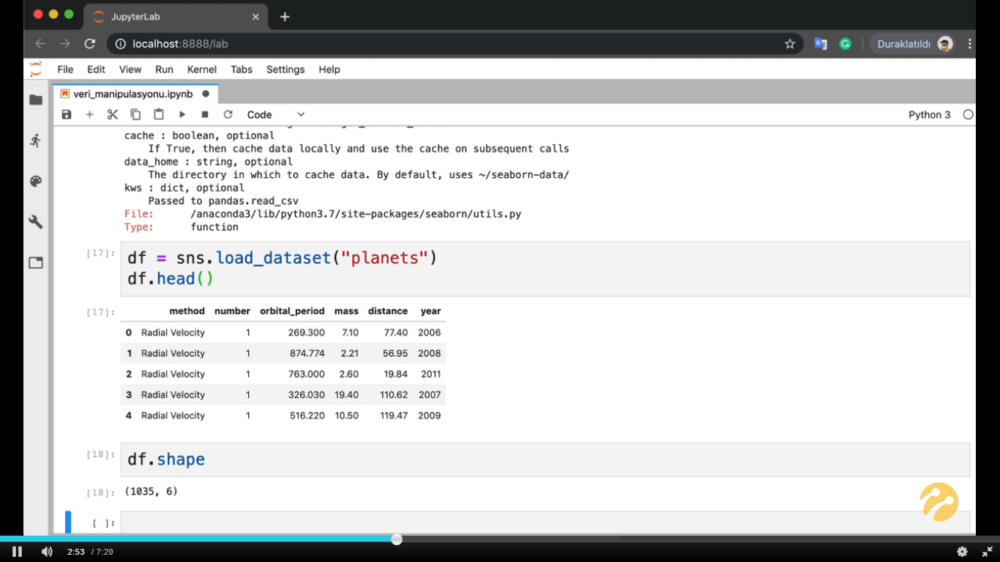 JupyterLab
localhost:8888/lab
Duraklatıldı
File Edit View Run Kernel Tabs Settings Help
veri_manipulasyonu.ipynb
Code
Python 3
cache : boolean, optional
If True, then cache data locally and use the cache on subsequent calls
data_home : string, optional
The directory in which to cache data. By default, uses ~/seaborn-data/
kws : dict, optional
Passed to pandas.read_csv
File: /anaconda3/lib/python3.7/site-packages/seaborn/utils.py
Type: function
[17]: df = sns.load_dataset("planets")
df.head()
[17]: method number orbital_period mass distance year
0 Radial Velocity 1 269.300 7.10 77.40 2006
1 Radial Velocity 1 874.774 2.21 56.95 2008
2 Radial Velocity 1 763.000 2.60 19.84 2011
3 Radial Velocity 1 326.030 19.40 110.62 2007
4 Radial Velocity 1 516.220 10.50 119.47 2009
[18]: df.shape
[18]: (1035, 6)
[ ]:
2:53 / 7:20